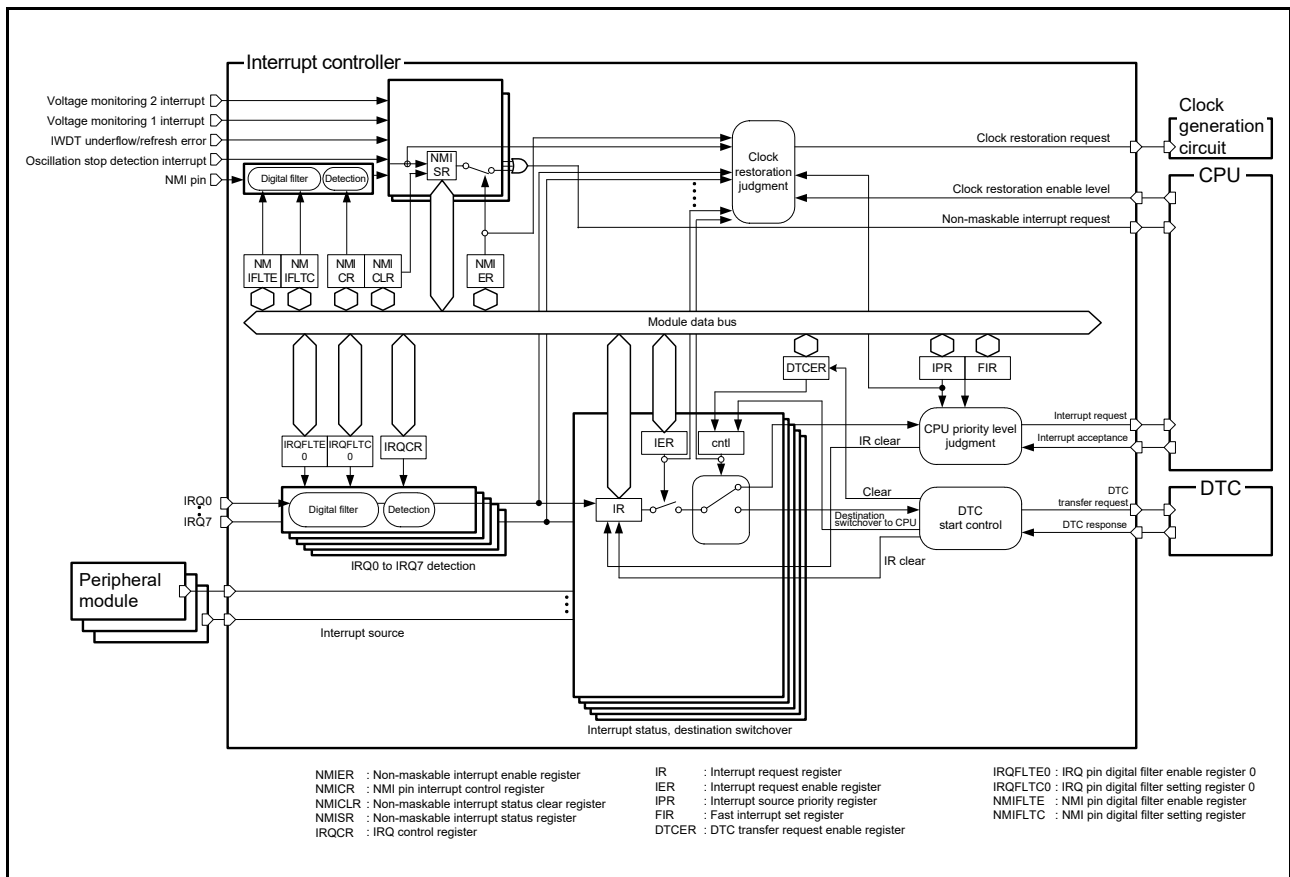 Interrupt controller
Voltage monitoring 2 interrupt
Voltage monitoring 1 interrupt
IWDT underflow/refresh error
Oscillation stop detection interrupt
NMI pin
Digital filter
Detection
NMI
SR
Clock
restoration
judgment
Clock restoration request
Clock
generation
circuit
Clock restoration enable level
CPU
Non-maskable interrupt request
NM
IFLTE
NM
IFLTC
NMI
CR
NMI
CLR
NMI
ER
Module data bus
DTCER
IPR
FIR
IRQFLTE
0
IRQFLTC
0
IRQCR
IER
cntl
CPU priority level
judgment
Interrupt request
Interrupt acceptance
IR clear
IRQ0
IRQ7
Digital filter
Detection
IRQ0 to IRQ7 detection
IR
Clear
Destination
switchover to CPU
IR clear
DTC
start control
DTC
transfer request
DTC response
DTC
Peripheral
module
Interrupt source
Interrupt status, destination switchover
NMIER : Non-maskable interrupt enable register
NMICR : NMI pin interrupt control register
NMICLR : Non-maskable interrupt status clear register
NMISR : Non-maskable interrupt status register
IRQCR : IRQ control register
IR : Interrupt request register
IER : Interrupt request enable register
IPR : Interrupt source priority register
FIR : Fast interrupt set register
DTCER : DTC transfer request enable register
IRQFLTE0 : IRQ pin digital filter enable register 0
IRQFLTC0 : IRQ pin digital filter setting register 0
NMIFLTE : NMI pin digital filter enable register
NMIFLTC : NMI pin digital filter setting register